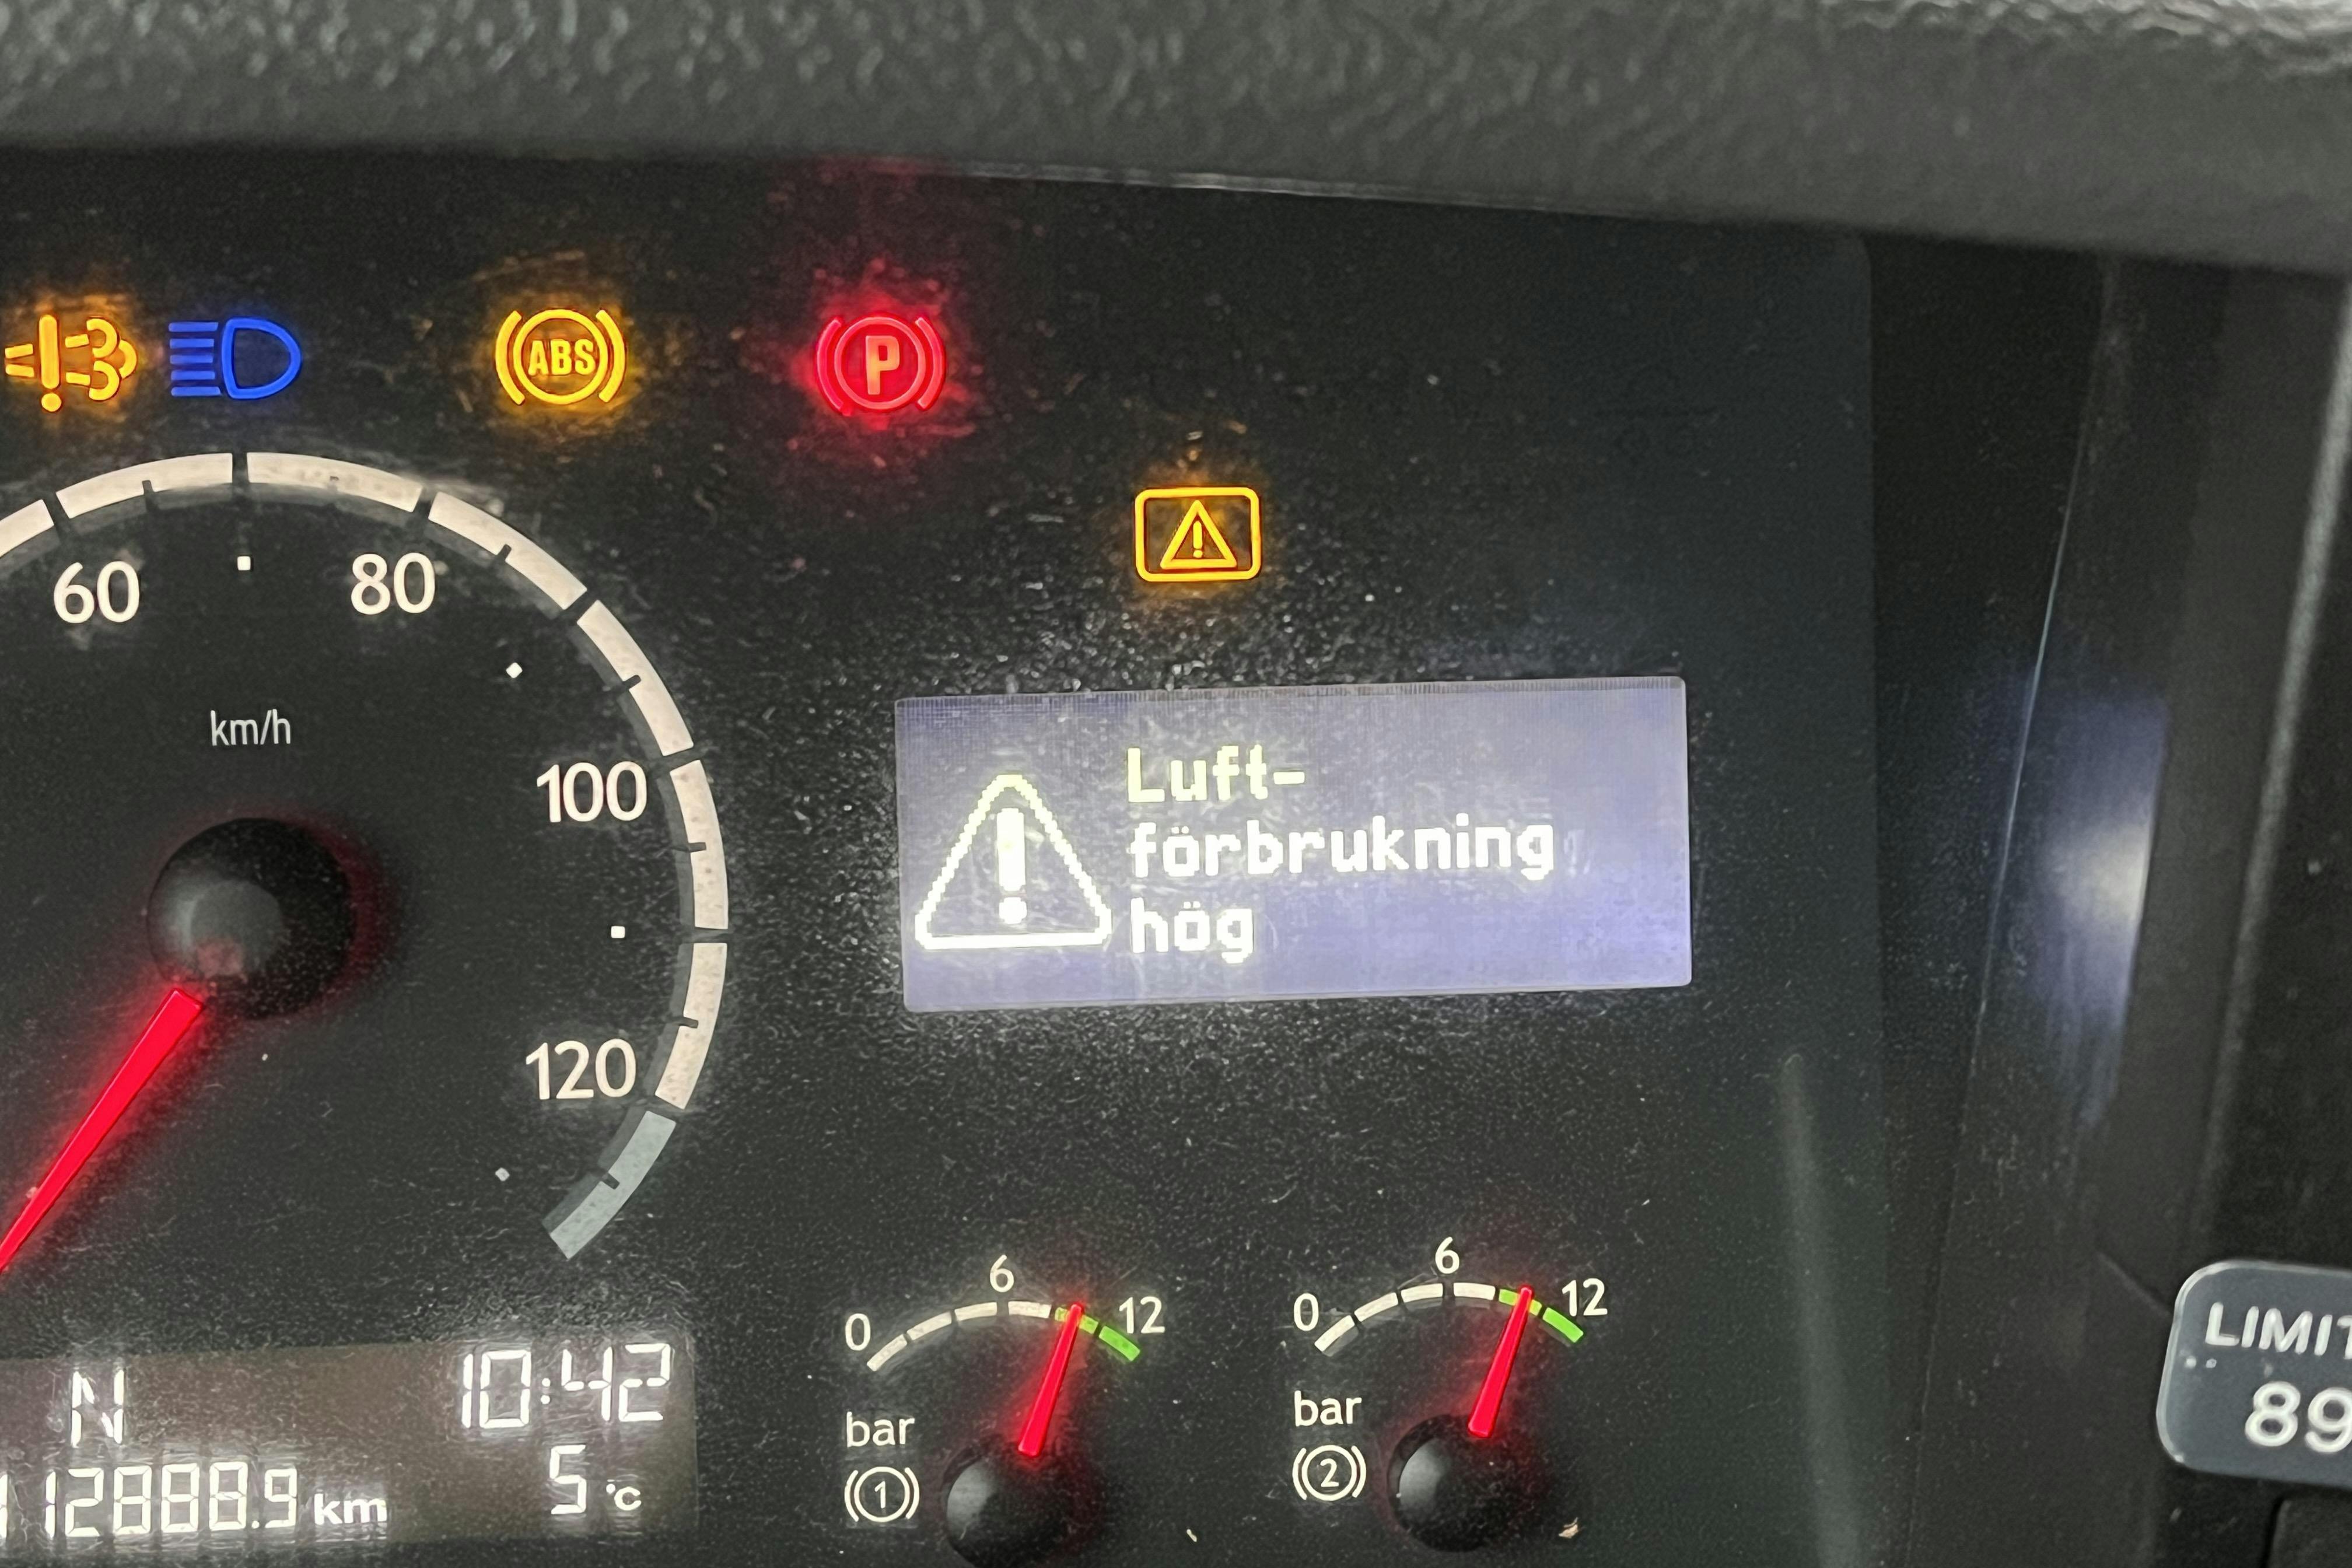 ABS
P
60
80
km/h
100
120
Luft-
förbrukning
hög
0
6
12
bar
1
0
6
12
bar
2
N
10:42
112888.9 km
5 °C
LIMIT
89